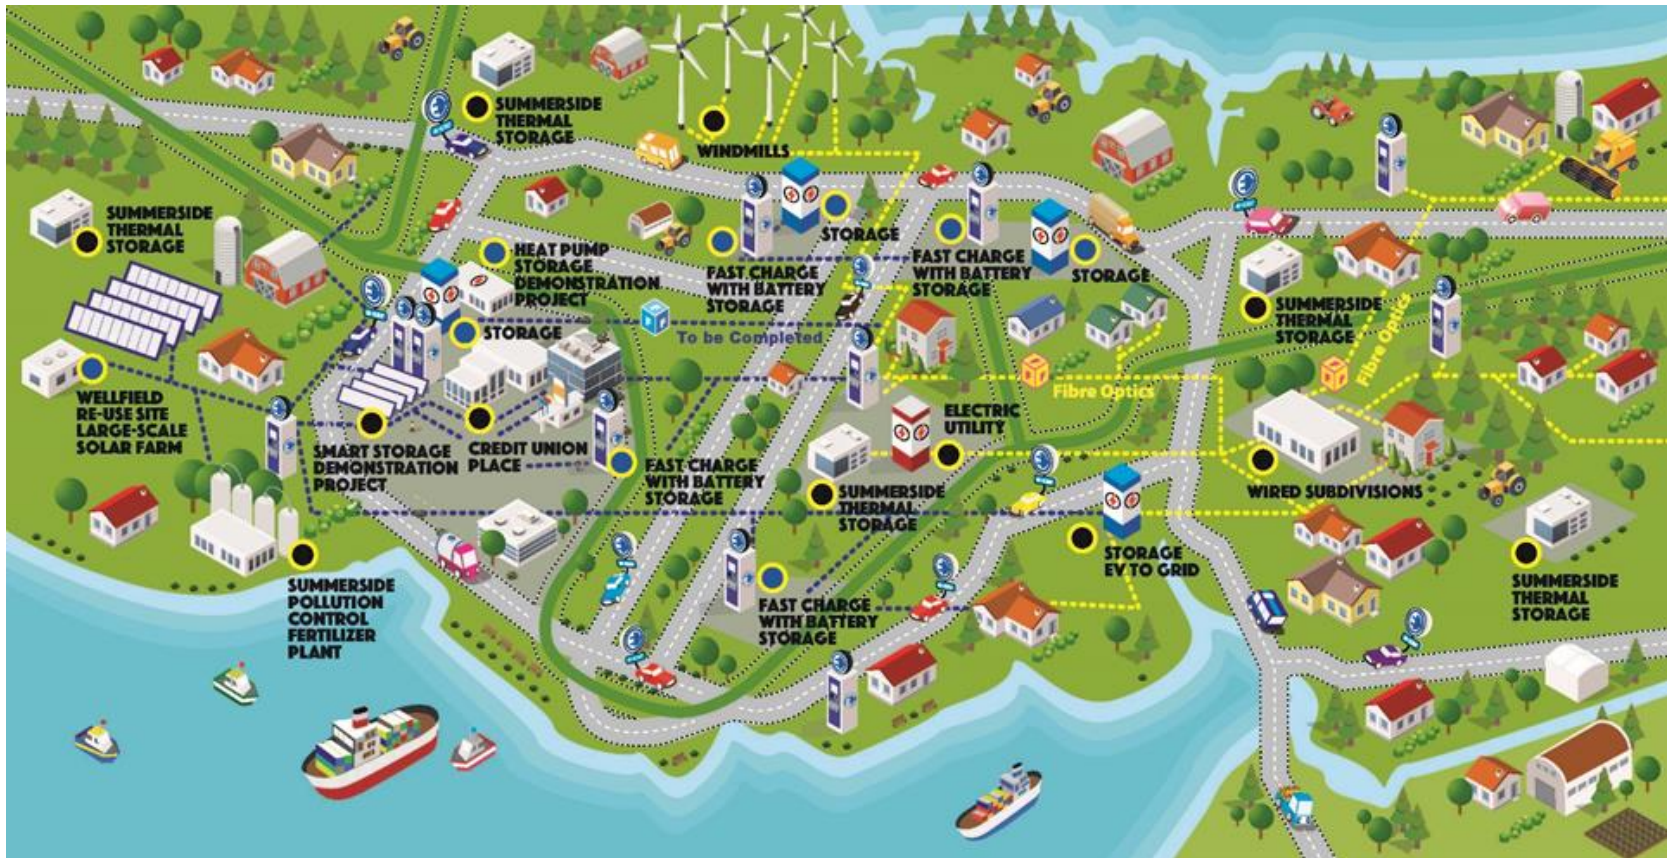 SUMMERSIDE
THERMAL
STORAGE
WINDMILLS
SUMMERSIDE
THERMAL
STORAGE
HEAT PUMP
STORAGE
DEMONSTRATION
PROJECT
STORAGE
FAST CHARGE
WITH BATTERY
STORAGE
STORAGE
FAST CHARGE
WITH BATTERY
STORAGE
STORAGE
SUMMERSIDE
THERMAL
STORAGE
To be Completed
Fibre Optics
Fibre Optics
WELLFIELD
RE-USE SITE
LARGE-SCALE
SOLAR FARM
SMART STORAGE
DEMONSTRATION
PROJECT
CREDIT UNION
PLACE
FAST CHARGE
WITH BATTERY
STORAGE
ELECTRIC
UTILITY
SUMMERSIDE
THERMAL
STORAGE
WIRED SUBDIVISIONS
STORAGE
EV TO GRID
SUMMERSIDE
THERMAL
STORAGE
SUMMERSIDE
POLLUTION
CONTROL
FERTILIZER
PLANT
FAST CHARGE
WITH BATTERY
STORAGE